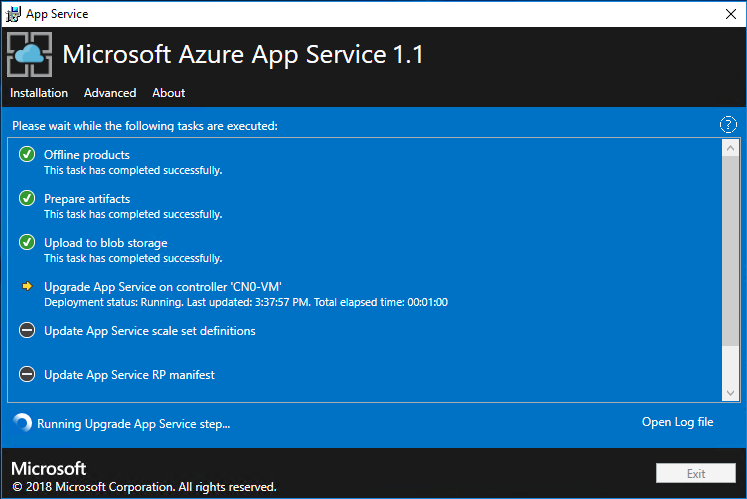 App Service
Microsoft Azure App Service 1.1
Installation Advanced About
Please wait while the following tasks are executed:
?
Offline products
This task has completed successfully.
Prepare artifacts
This task has completed successfully.
Upload to blob storage
This task has completed successfully.
Upgrade App Service on controller 'CN0-VM'
Deployment status: Running. Last updated: 3:37:57 PM. Total elapsed time: 00:01:00
Update App Service scale set definitions
Update App Service RP manifest
Running Upgrade App Service step...
Open Log file
Microsoft
© 2018 Microsoft Corporation. All rights reserved.
Exit